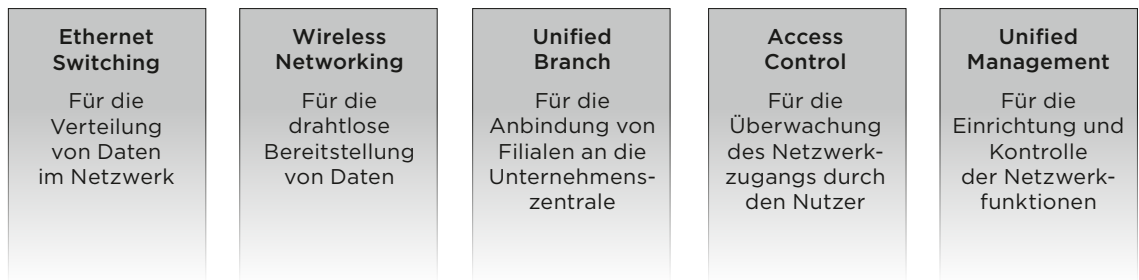 Ethernet
Switching
Für die
Verteilung
von Daten
im Netzwerk
Wireless
Networking
Für die
drahtlose
Bereitstellung
von Daten
Unified
Branch
Für die
Anbindung von
Filialen an die
Unternehmens-
zentrale
Access
Control
Für die
Überwachung
des Netzwerk-
zugangs durch
den Nutzer
Unified
Management
Für die
Einrichtung und
Kontrolle
der Netzwerk-
funktionen